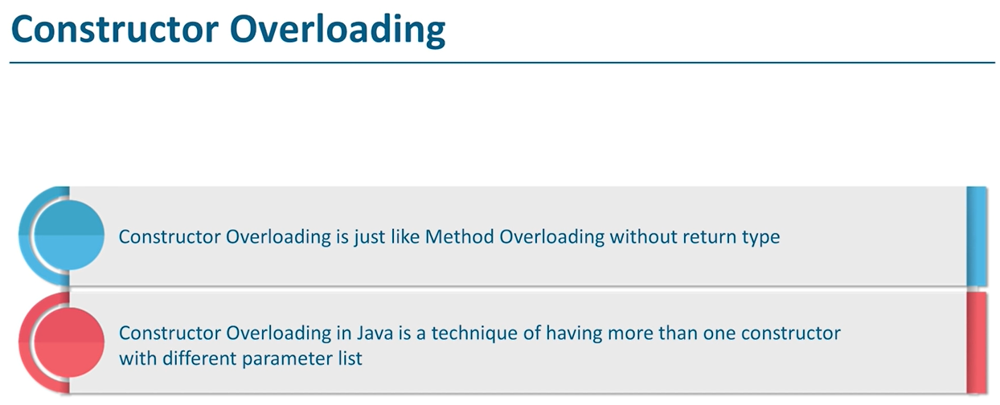 Constructor Overloading
Constructor Overloading is just like Method Overloading without return type
Constructor Overloading in Java is a technique of having more than one constructor
with different parameter list